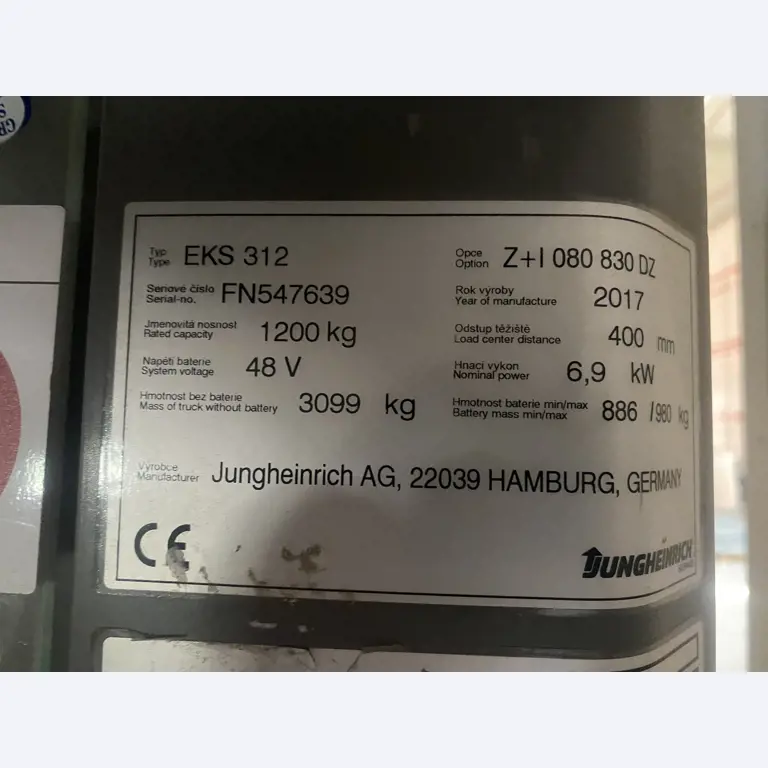 Typ
Type EKS 312
Opce
Option Z+I 080 830 DZ
Seriové číslo
Serial-no. FN547639
Rok výroby
Year of manufacture 2017
Jmenovitá nosnost
Rated capacity 1200 kg
Odstup těžiště
Load center distance 400 mm
Napětí baterie
System voltage 48 V
Hnací výkon
Nominal power 6,9 kW
Hmotnost bez baterie
Mass of truck without battery 3099 kg
Hmotnost baterie min/max
Battery mass min/max 886 / 980 kg
Výrobce
Manufacturer Jungheinrich AG, 22039 HAMBURG, GERMANY
CE
JUNGHEINRICH